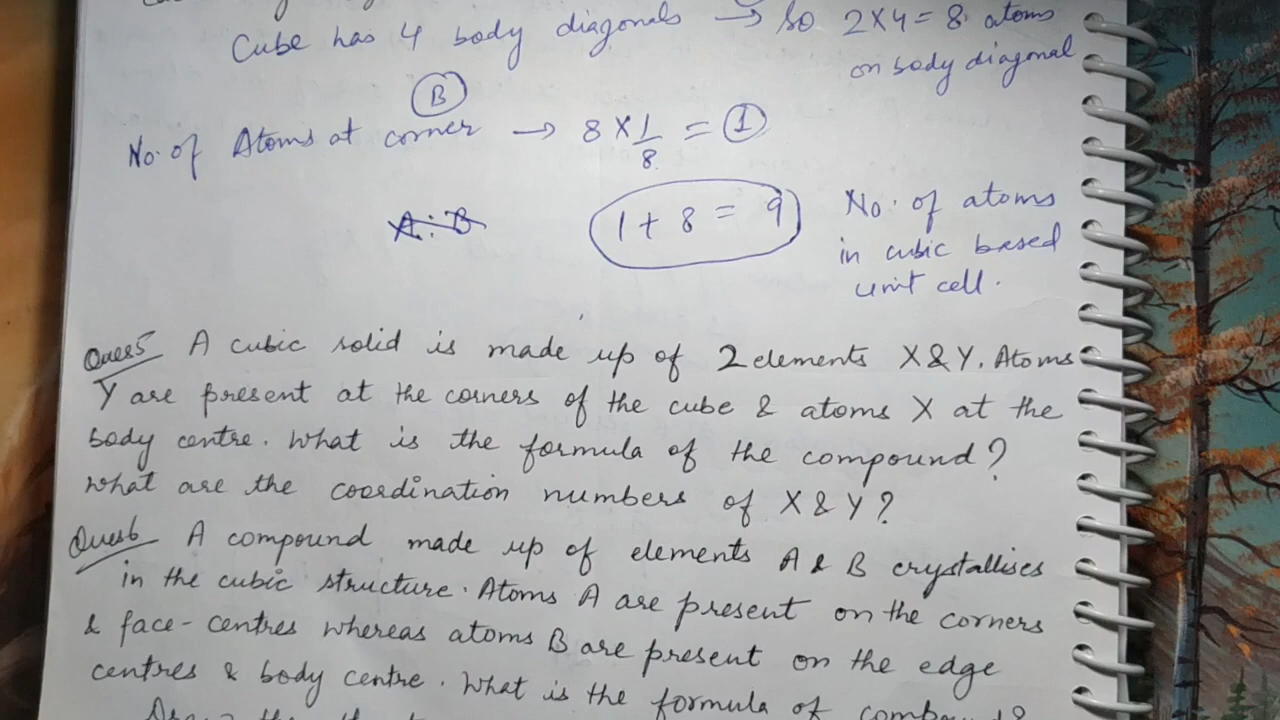 Cube has 4 body diagonals → So 2 × 4 = 8 atoms
on body diagonal
B
No. of Atoms at corner → 8 × 1/8 = 1
A : B
1 + 8 = 9
No. of atoms
in cubic based
unit cell.
Ques5 A cubic solid is made up of 2 elements X & Y. Atoms
Y are present at the corners of the cube & atoms X at the
body centre. What is the formula of the compound?
What are the coordination numbers of X & Y?
Ques6 A compound made up of elements A & B crystallises
in the cubic structure. Atoms A are present on the corners
& face-centres whereas atoms B are present on the edge
centres & body centre. What is the formula of compound?